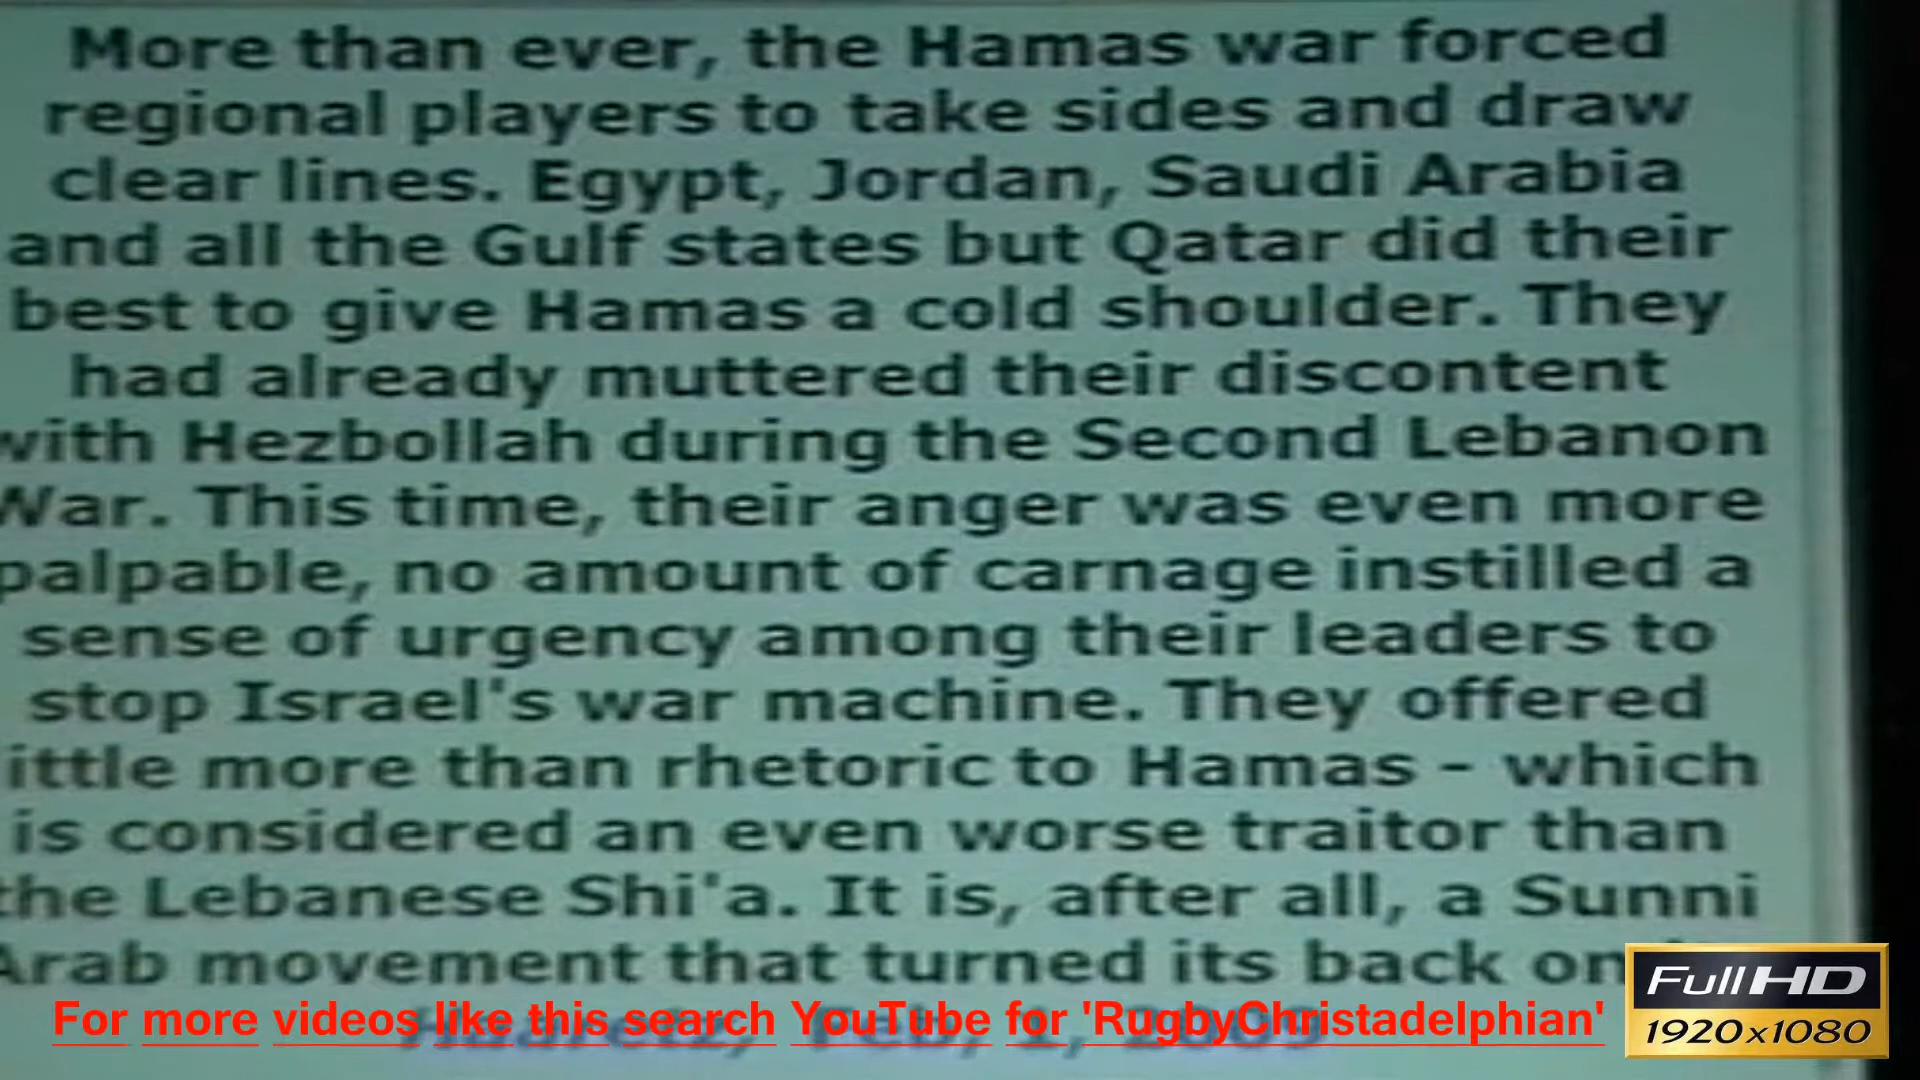 More than ever, the Hamas war forced
regional players to take sides and draw
clear lines. Egypt, Jordan, Saudi Arabia
and all the Gulf states but Qatar did their
best to give Hamas a cold shoulder. They
had already muttered their discontent
with Hezbollah during the Second Lebanon
War. This time, their anger was even more
palpable, no amount of carnage instilled a
sense of urgency among their leaders to
stop Israel's war machine. They offered
ittle more than rhetoric to Hamas - which
is considered an even worse traitor than
the Lebanese Shi'a. It is, after all, a Sunni
Arab movement that turned its back on
Haaretz, Feb, 1, 2009
For more videos like this search YouTube for 'RugbyChristadelphian'
Full HD
1920x1080